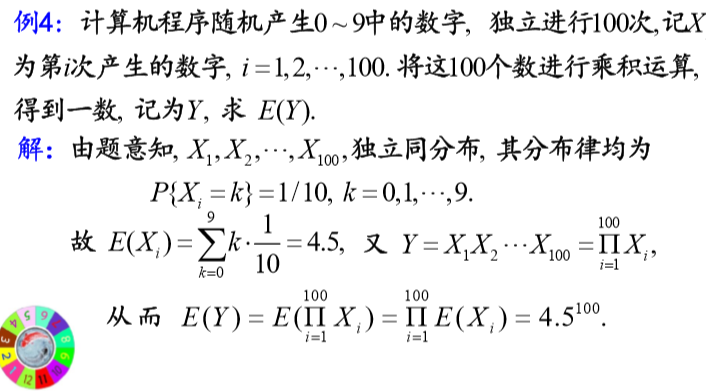 例4: 计算机程序随机产生0~9中的数字, 独立进行100次,记X
为第i次产生的数字, i=1,2,⋯,100. 将这100个数进行乘积运算,
得到一数, 记为Y, 求 E(Y).
解: 由题意知, X₁,X₂,⋯,X₁₀₀,独立同分布, 其分布律均为
P{Xᵢ=k}=1/10, k=0,1,⋯,9.
故 E(Xᵢ)=∑_{k=0}^{9} k·1/10=4.5, 又 Y=X₁X₂⋯X₁₀₀=∏_{i=1}^{100} Xᵢ,
从而 E(Y)=E(∏_{i=1}^{100} Xᵢ)=∏_{i=1}^{100} E(Xᵢ)=4.5¹⁰⁰.